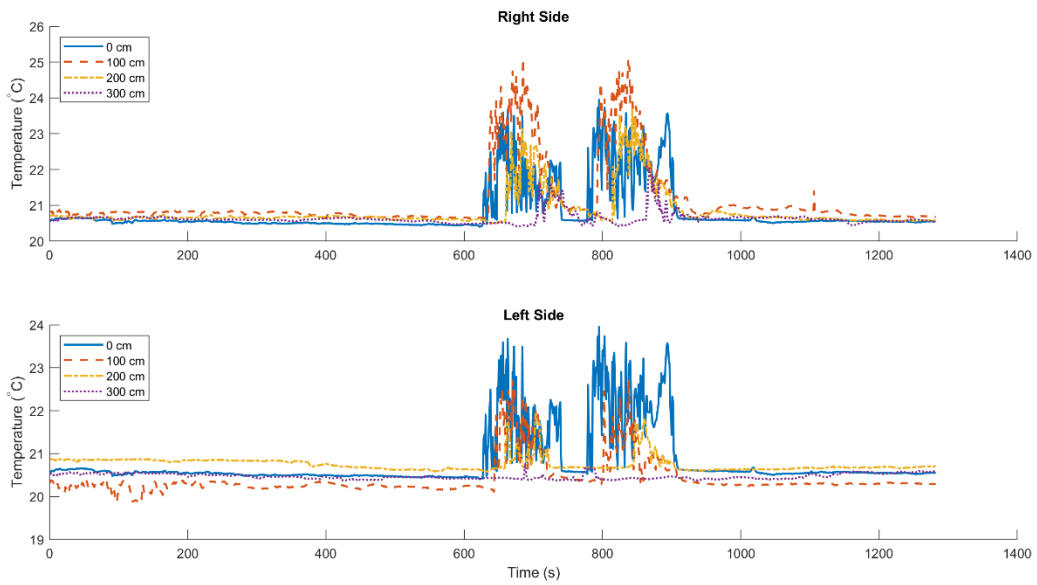 Right Side
26
25
24
23
22
21
20
Temperature (°C)
0 cm
100 cm
200 cm
300 cm
0 200 400 600 800 1000 1200 1400
Left Side
24
23
22
21
20
19
Temperature (°C)
0 cm
100 cm
200 cm
300 cm
0 200 400 600 800 1000 1200 1400
Time (s)